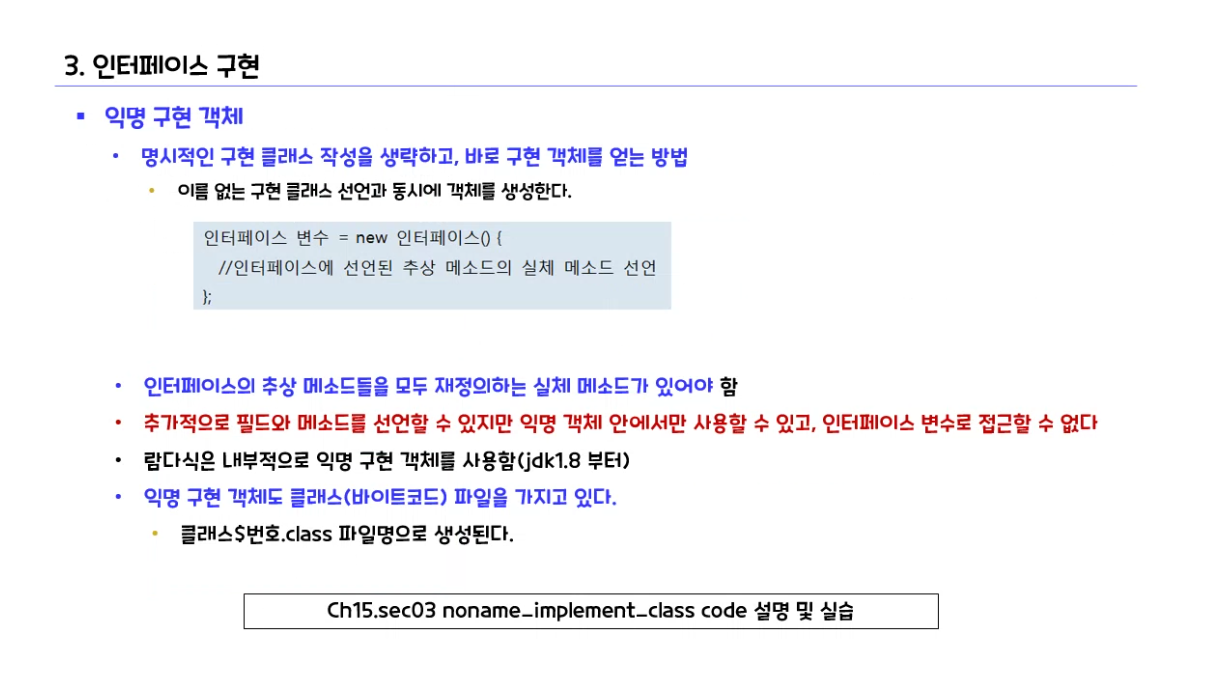 3. 인터페이스 구현
▪ 익명 구현 객체
• 명시적인 구현 클래스 작성을 생략하고, 바로 구현 객체를 얻는 방법
• 이름 없는 구현 클래스 선언과 동시에 객체를 생성한다.
인터페이스 변수 = new 인터페이스() {
//인터페이스에 선언된 추상 메소드의 실체 메소드 선언
};
• 인터페이스의 추상 메소드들을 모두 재정의하는 실체 메소드가 있어야 함
• 추가적으로 필드와 메소드를 선언할 수 있지만 익명 객체 안에서만 사용할 수 있고, 인터페이스 변수로 접근할 수 없다
• 람다식은 내부적으로 익명 구현 객체를 사용함(jdk1.8 부터)
• 익명 구현 객체도 클래스(바이트코드) 파일을 가지고 있다.
• 클래스$번호.class 파일명으로 생성된다.
Ch15.sec03 noname_implement_class code 설명 및 실습